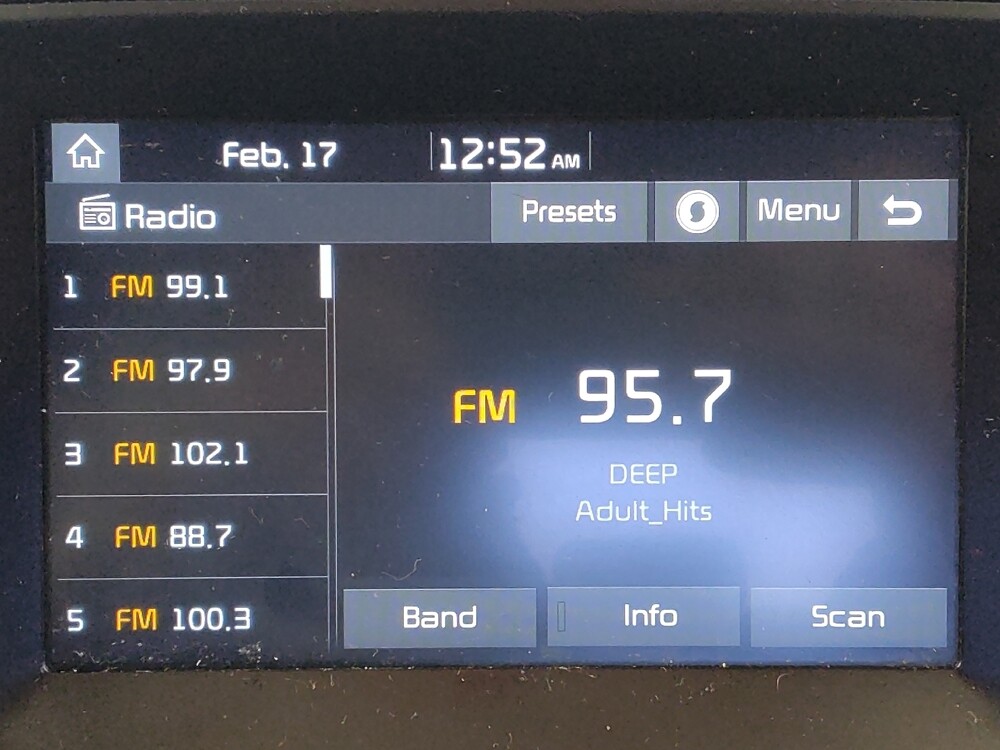 Feb. 17 12:52 AM
Radio Presets Menu
1 FM 99.1
2 FM 97.9
3 FM 102.1
4 FM 88.7
5 FM 100.3
FM 95.7
DEEP
Adult_Hits
Band Info Scan